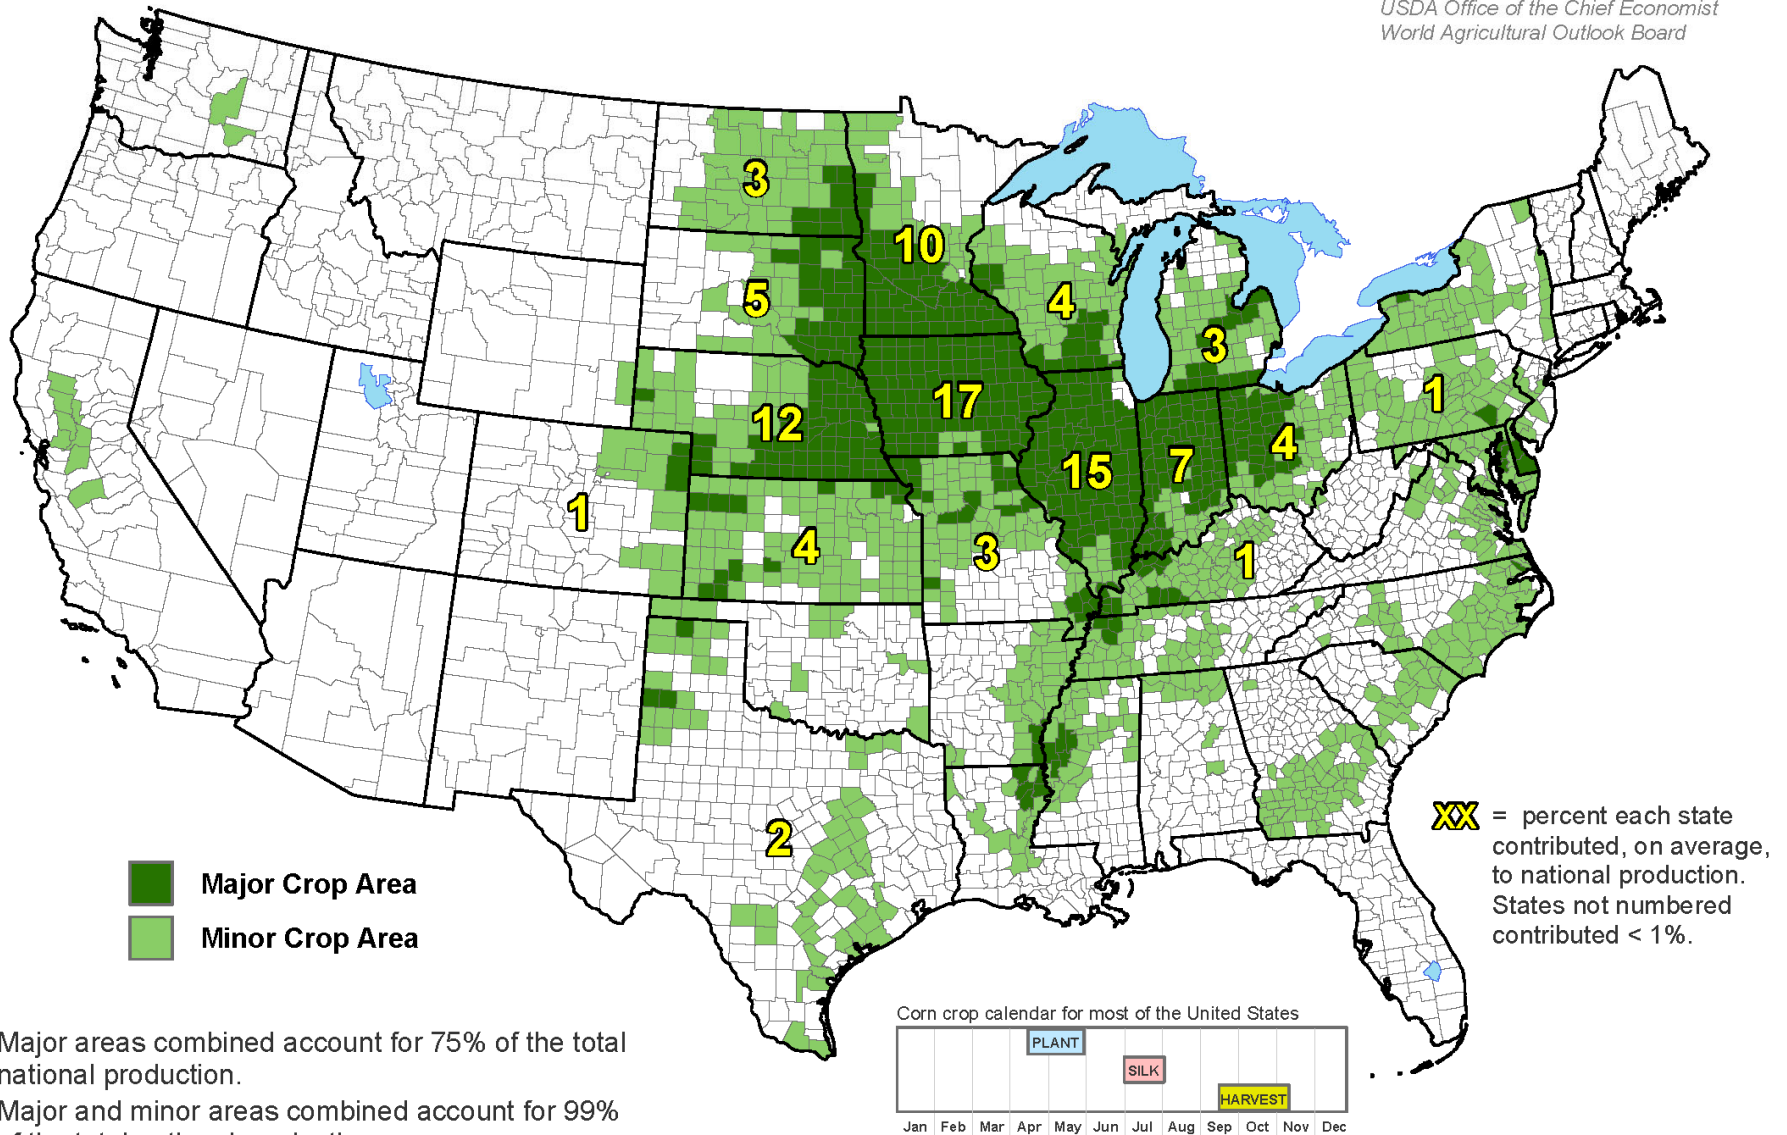 USDA Office of the Chief Economist
World Agricultural Outlook Board
3
10
5
4
3
17
12
1
4
15
7
1
4
3
1
2
XX = percent each state
contributed, on average,
to national production.
States not numbered
contributed < 1%.
Major Crop Area
Minor Crop Area
Major areas combined account for 75% of the total
national production.
Major and minor areas combined account for 99%
Corn crop calendar for most of the United States
PLANT
SILK
HARVEST
Jan Feb Mar Apr May Jun Jul Aug Sep Oct Nov Dec